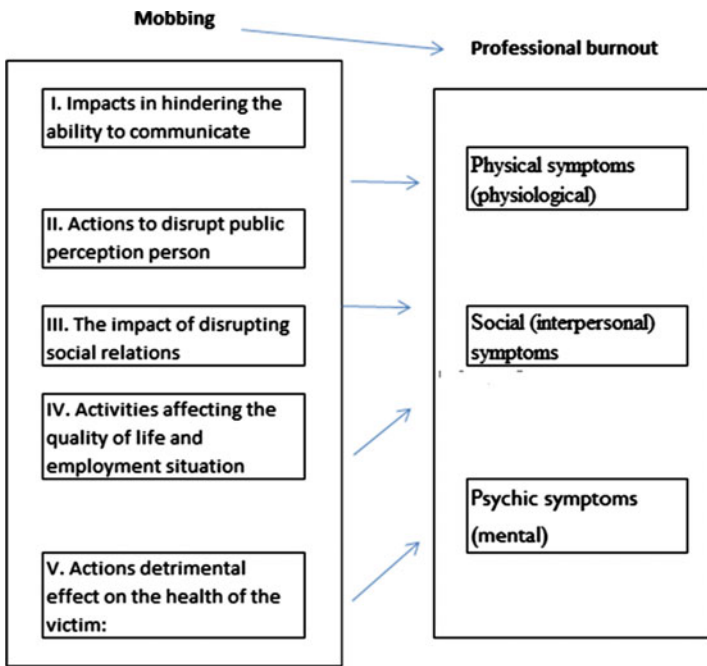 Mobbing
Professional burnout
I. Impacts in hindering the
ability to communicate
II. Actions to disrupt public
perception person
III. The impact of disrupting
social relations
IV. Activities affecting the
quality of life and
employment situation
V. Actions detrimental
effect on the health of the
victim:
Physical symptoms
(physiological)
Social (interpersonal)
symptoms
Psychic symptoms
(mental)